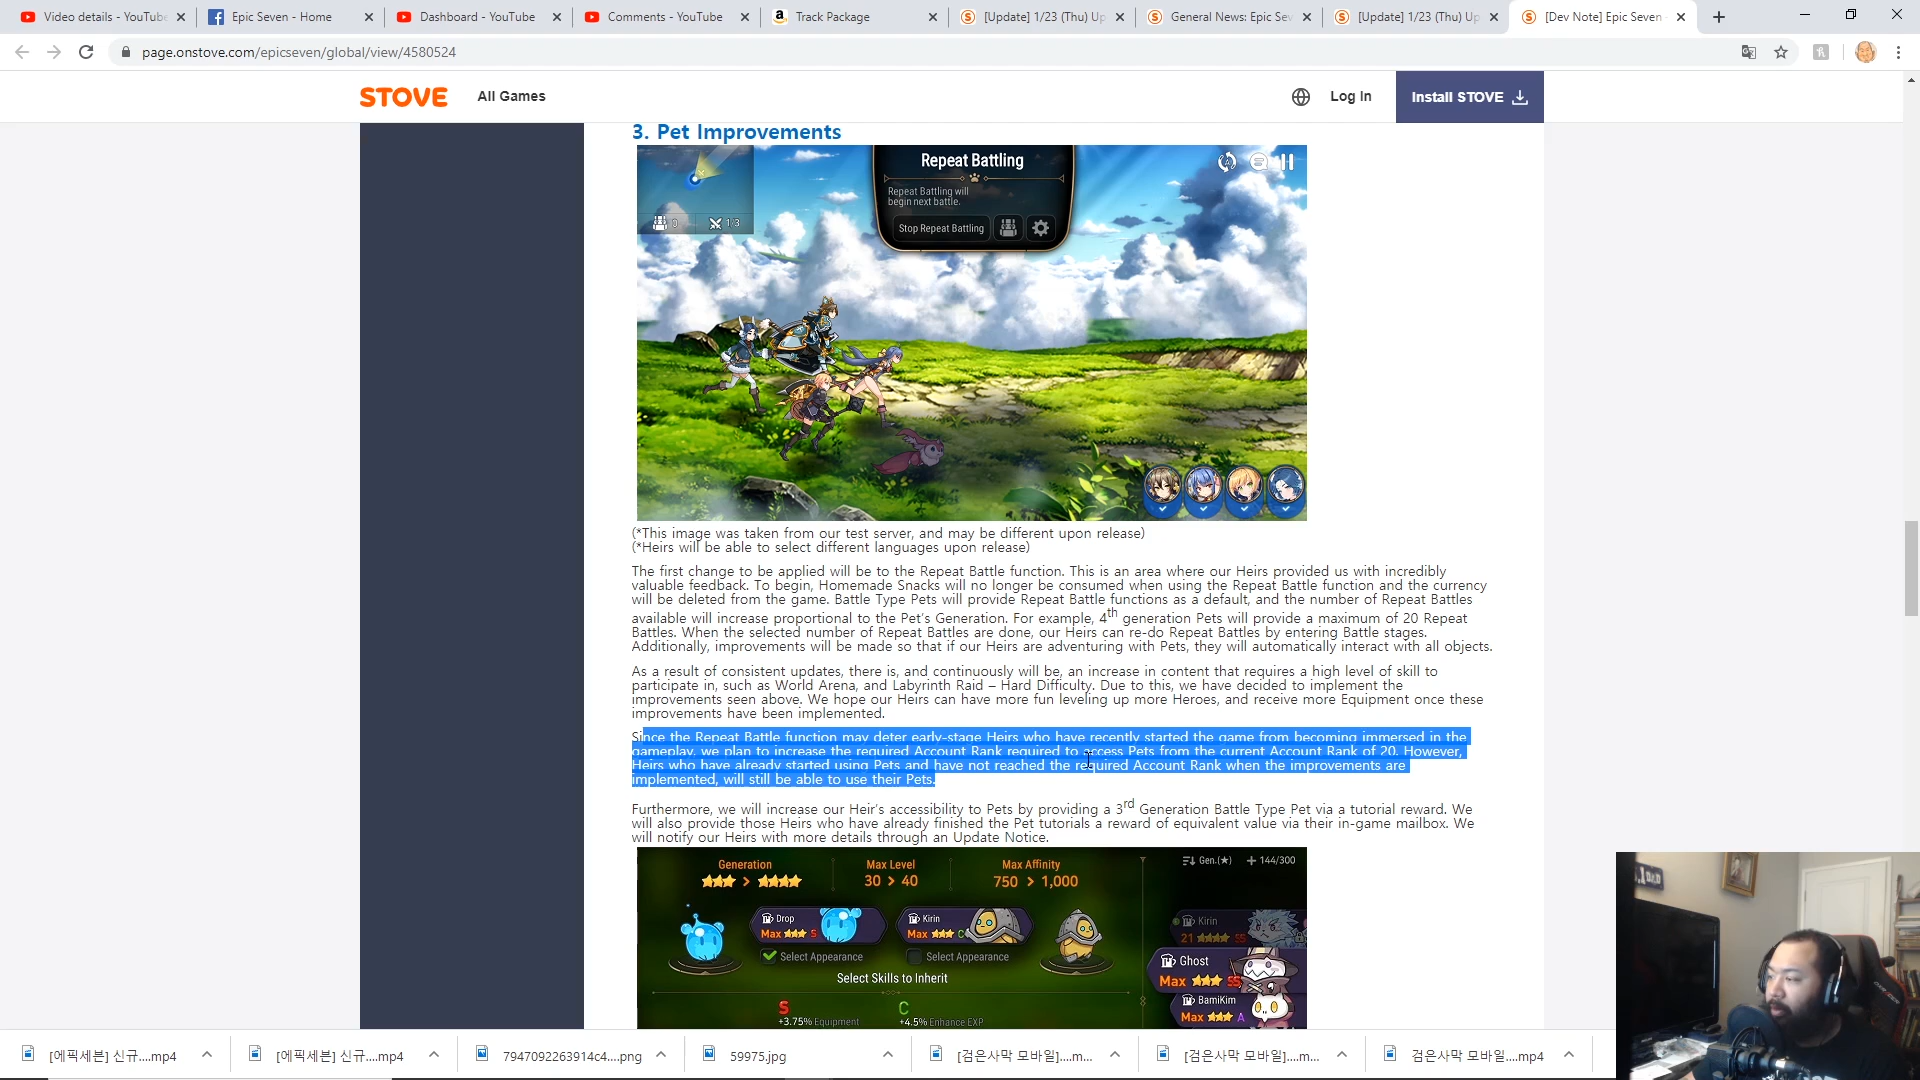 Video details - YouTube
Epic Seven - Home
Dashboard - YouTube
Comments - YouTube
Track Package
[Update] 1/23 (Thu) Up
General News: Epic Sev
[Update] 1/23 (Thu) Up
[Dev Note] Epic Seven
page.onstove.com/epicseven/global/view/4580524
STOVE
All Games
Log In
Install STOVE
3. Pet Improvements
Repeat Battling
Repeat Battling will
begin next battle.
Stop Repeat Battling
0
1/3
(*This image was taken from our test server, and may be different upon release)
(*Heirs will be able to select different languages upon release)
The first change to be applied will be to the Repeat Battle function. This is an area where our Heirs provided us with incredibly
valuable feedback. To begin, Homemade Snacks will no longer be consumed when using the Repeat Battle function and the currency
will be deleted from the game. Battle Type Pets will provide Repeat Battle functions as a default, and the number of Repeat Battles
available will increase proportional to the Pet's Generation. For example, 4th generation Pets will provide a maximum of 20 Repeat
Battles. When the selected number of Repeat Battles are done, our Heirs can re-do Repeat Battles by entering Battle stages.
Additionally, improvements will be made so that if our Heirs are adventuring with Pets, they will automatically interact with all objects.
As a result of consistent updates, there is, and continuously will be, an increase in content that requires a high level of skill to
participate in, such as World Arena, and Labyrinth Raid – Hard Difficulty. Due to this, we have decided to implement the
improvements seen above. We hope our Heirs can have more fun leveling up more Heroes, and receive more Equipment once these
improvements have been implemented.
Since the Repeat Battle function may deter early-stage Heirs who have recently started the game from becoming immersed in the
gameplay, we plan to increase the required Account Rank required to access Pets from the current Account Rank of 20. However,
Heirs who have already started using Pets and have not reached the required Account Rank when the improvements are
implemented, will still be able to use their Pets.
Furthermore, we will increase our Heir's accessibility to Pets by providing a 3rd Generation Battle Type Pet via a tutorial reward. We
will also provide those Heirs who have already finished the Pet tutorials a reward of equivalent value via their in-game mailbox. We
will notify our Heirs with more details through an Update Notice.
Generation
Max Level
30 > 40
Max Affinity
750 > 1,000
Gen.(★)
+ 144/300
Drop
Max S
Kirin
Max C
Select Appearance
Select Appearance
Select Skills to Inherit
S
+3.75% Equipment
C
+4.5% Enhance EXP
Kirin
21 SS
Ghost
Max SS
BamiKim
Max A
[에픽세븐] 신규....mp4
[에픽세븐] 신규....mp4
7947092263914c4....png
59975.jpg
[검은사막 모바일]....m...
[검은사막 모바일]....m...
검은사막 모바일....mp4